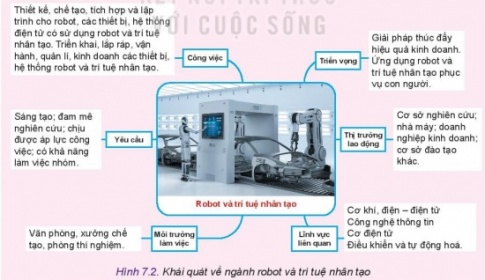 KẾT NỐI TRI THỨC
VỚI CUỘC SỐNG
Thiết kế, chế tạo, tích hợp và lập
trình cho robot, các thiết bị, hệ thống
điện tử có sử dụng robot và trí tuệ
nhân tạo. Triển khai, lắp ráp, vận
hành, quản lí, kinh doanh các thiết bị,
hệ thống robot và trí tuệ nhân tạo.
Công việc
Triển vọng
Giải pháp thúc đẩy
hiệu quả kinh doanh.
Ứng dụng robot và
trí tuệ nhân tạo phục
vụ con người.
Sáng tạo; đam mê
nghiên cứu; chịu
được áp lực công
việc; có khả năng
làm việc nhóm.
Yêu cầu
Thị trường
lao động
Cơ sở nghiên cứu;
nhà máy; doanh
nghiệp kinh doanh;
cơ sở đào tạo
khác.
Robot và trí tuệ nhân tạo
Văn phòng, xưởng chế
tạo, phòng thí nghiệm.
Môi trường
làm việc
Lĩnh vực
liên quan
Cơ khí, điện – điện tử
Công nghệ thông tin
Cơ điện tử
Điều khiển và tự động hoá.
Hình 7.2. Khái quát về ngành robot và trí tuệ nhân tạo